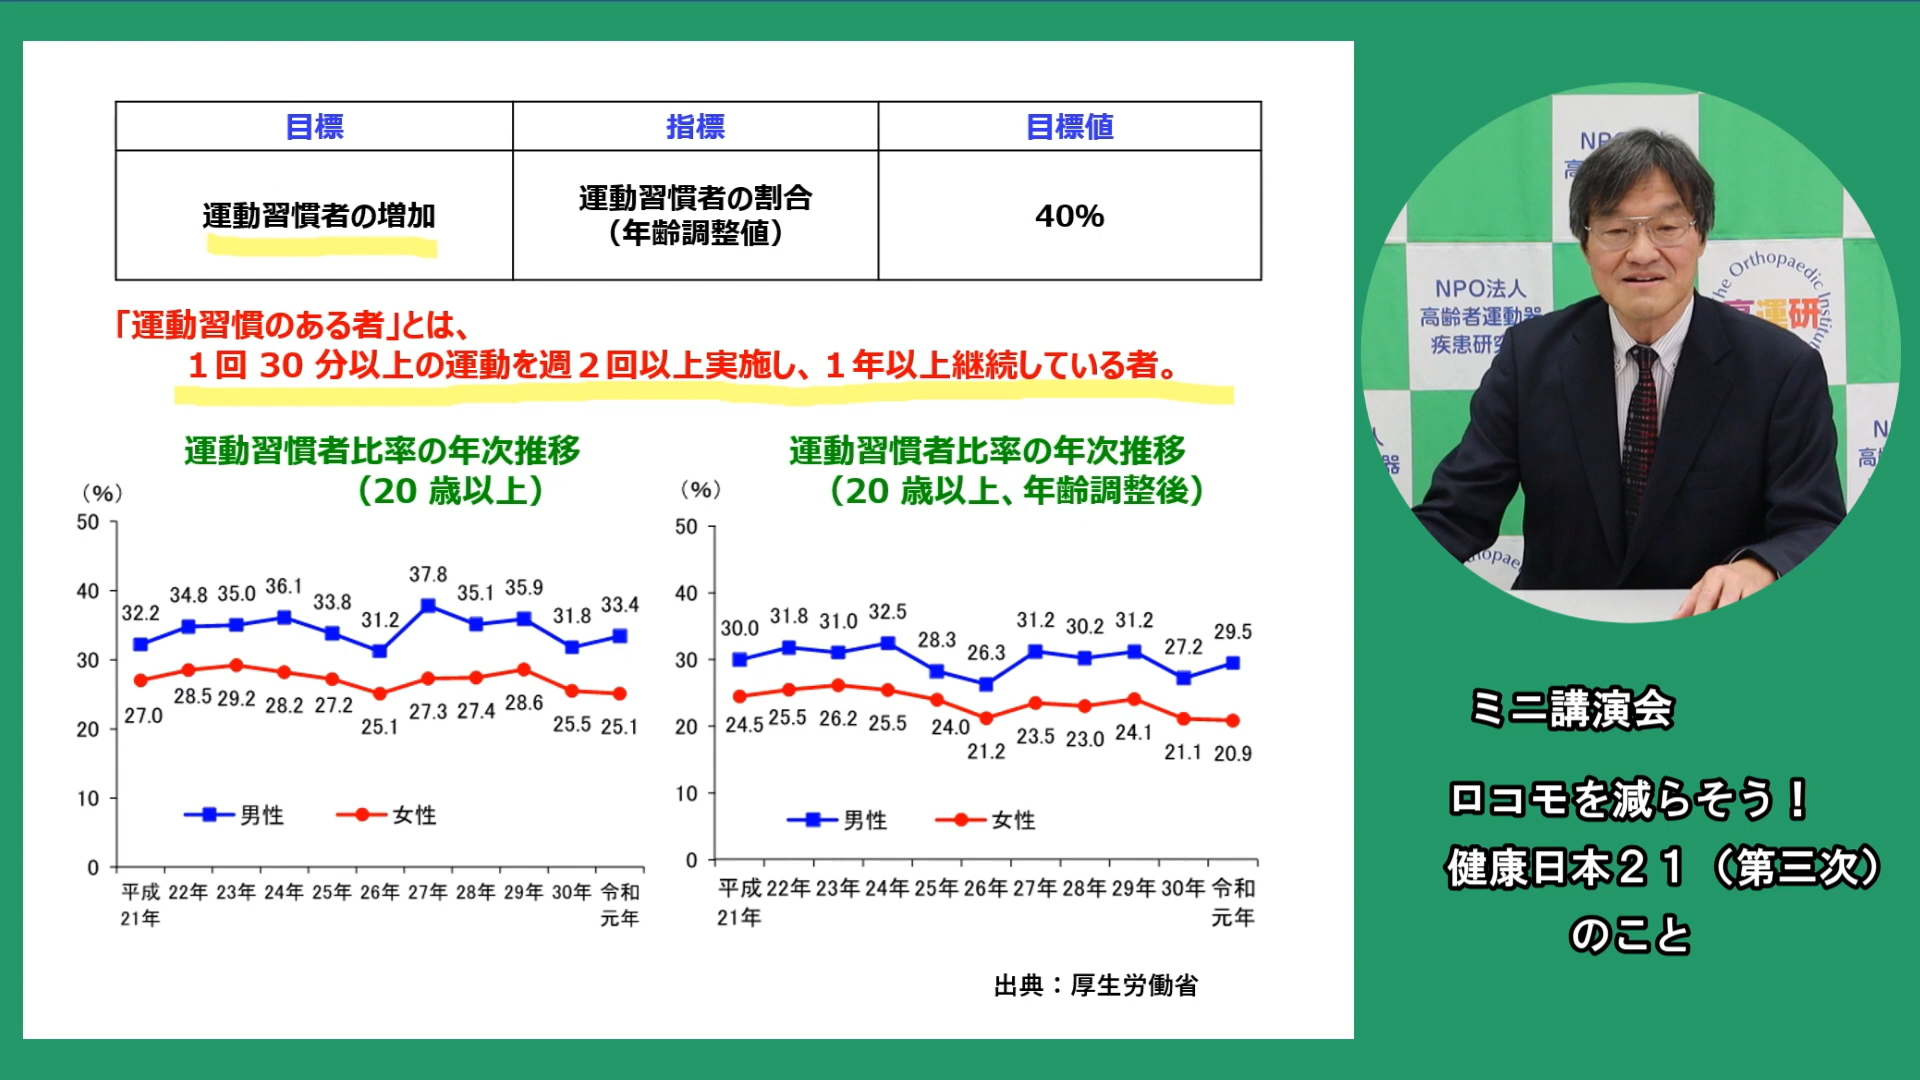 目標 指標 目標値
運動習慣者の増加 運動習慣者の割合 40%
（年齢調整値）
「運動習慣のある者」とは、
１回 30 分以上の運動を週２回以上実施し、１年以上継続している者。
運動習慣者比率の年次推移
（20 歳以上）
(%)
50
40
30
20
10
0
32.2 34.8 35.0 36.1 33.8 31.2 37.8 35.1 35.9 31.8 33.4
27.0 28.5 29.2 28.2 27.2 25.1 27.3 27.4 28.6 25.5 25.1
男性 女性
平成 22年 23年 24年 25年 26年 27年 28年 29年 30年 令和
21年 元年
運動習慣者比率の年次推移
（20 歳以上、年齢調整後）
(%)
50
40
30
20
10
0
30.0 31.8 31.0 32.5 28.3 26.3 31.2 30.2 31.2 27.2 29.5
24.5 25.5 26.2 25.5 24.0 21.2 23.5 23.0 24.1 21.1 20.9
男性 女性
平成 22年 23年 24年 25年 26年 27年 28年 29年 30年 令和
21年 元年
出典：厚生労働省
NPO法人
高齢者運動器
疾患研究
The Orthopaedic Institu
高運研
ミニ講演会
ロコモを減らそう！
健康日本２１（第三次）
のこと